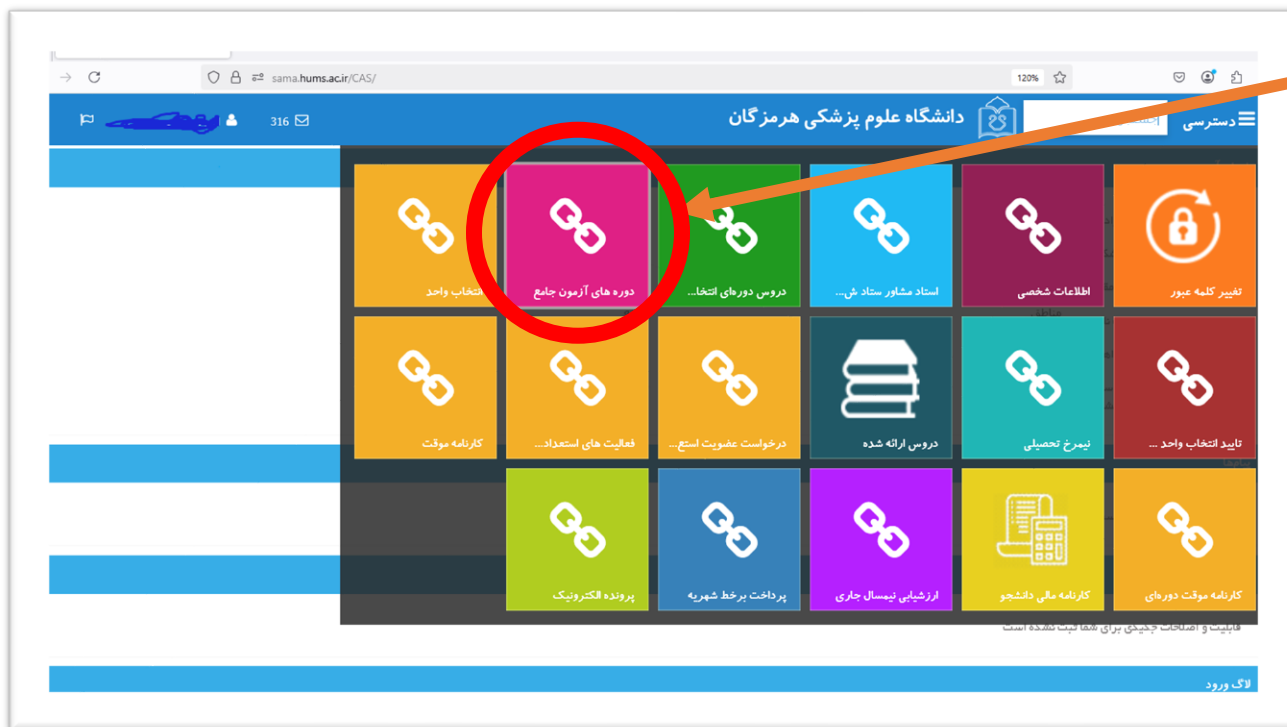 sama.hums.ac.ir/CAS/
120%
دسترسی
دانشگاه علوم پزشکی هرمزگان
316
تغییر کلمه عبور
اطلاعات شخصی
استاد مشاور ستاد ش...
دروس دوره‌ای انتخا...
دوره های آزمون جامع
انتخاب واحد
تایید انتخاب واحد ...
نیمرخ تحصیلی
دروس ارائه شده
درخواست عضویت استع...
فعالیت های استعداد...
کارنامه موقت
کارنامه موقت دوره‌ای
کارنامه مالی دانشجو
ارزشیابی نیمسال جاری
پرداخت برخط شهریه
پرونده الکترونیک
قابلیت و اصلاحات جدیدی برای شما ثبت نشده است
لاگ ورود